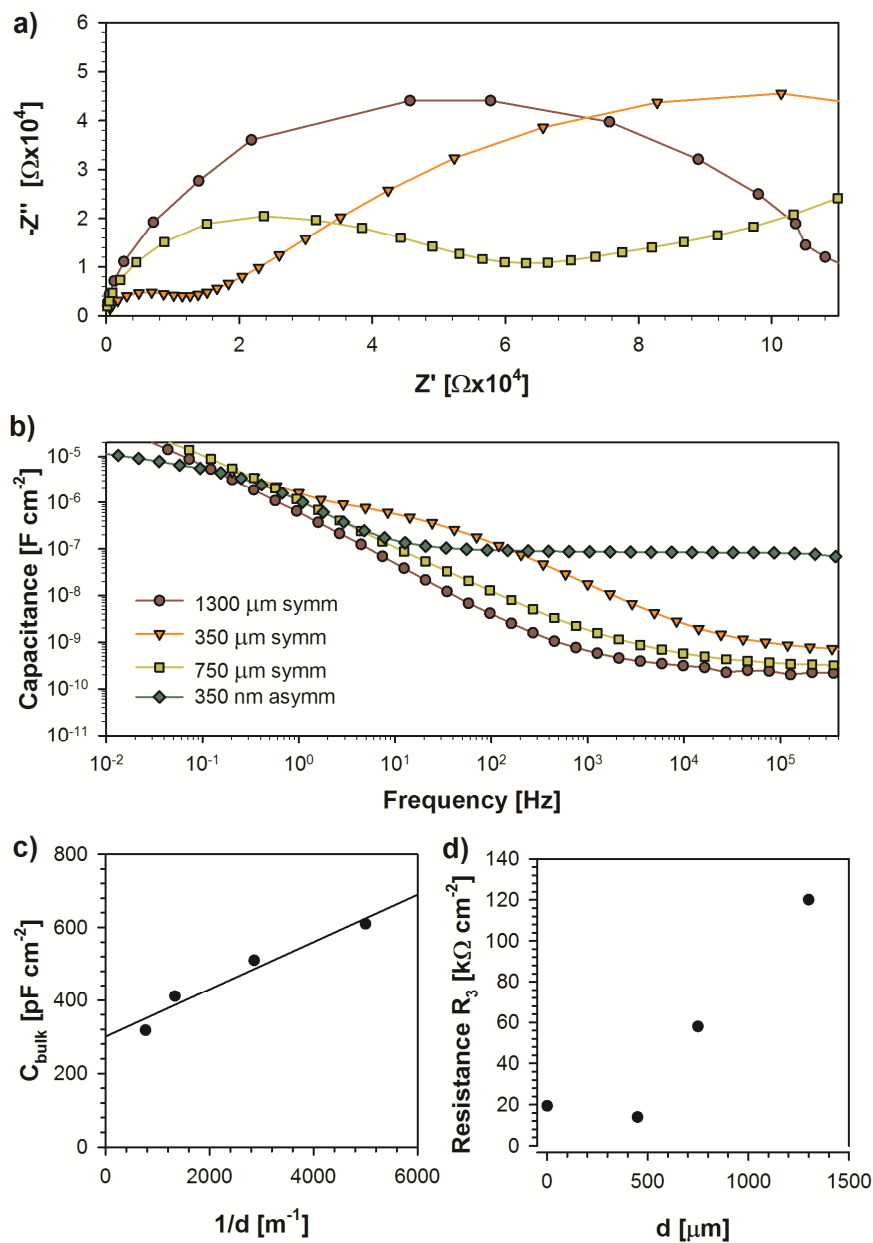 a)
6
5
4
3
2
1
0
-Z'' [Ωx10⁴]
0 2 4 6 8 10
Z' [Ωx10⁴]
b)
10⁻⁵
10⁻⁶
10⁻⁷
10⁻⁸
10⁻⁹
10⁻¹⁰
10⁻¹¹
Capacitance [F cm⁻²]
1300 μm symm
350 μm symm
750 μm symm
350 nm asymm
10⁻² 10⁻¹ 10⁰ 10¹ 10² 10³ 10⁴ 10⁵
Frequency [Hz]
c)
800
600
400
200
0
C_bulk [pF cm⁻²]
0 2000 4000 6000
1/d [m⁻¹]
d)
140
120
100
80
60
40
20
0
Resistance R₃ [kΩ cm⁻²]
0 500 1000 1500
d [μm]